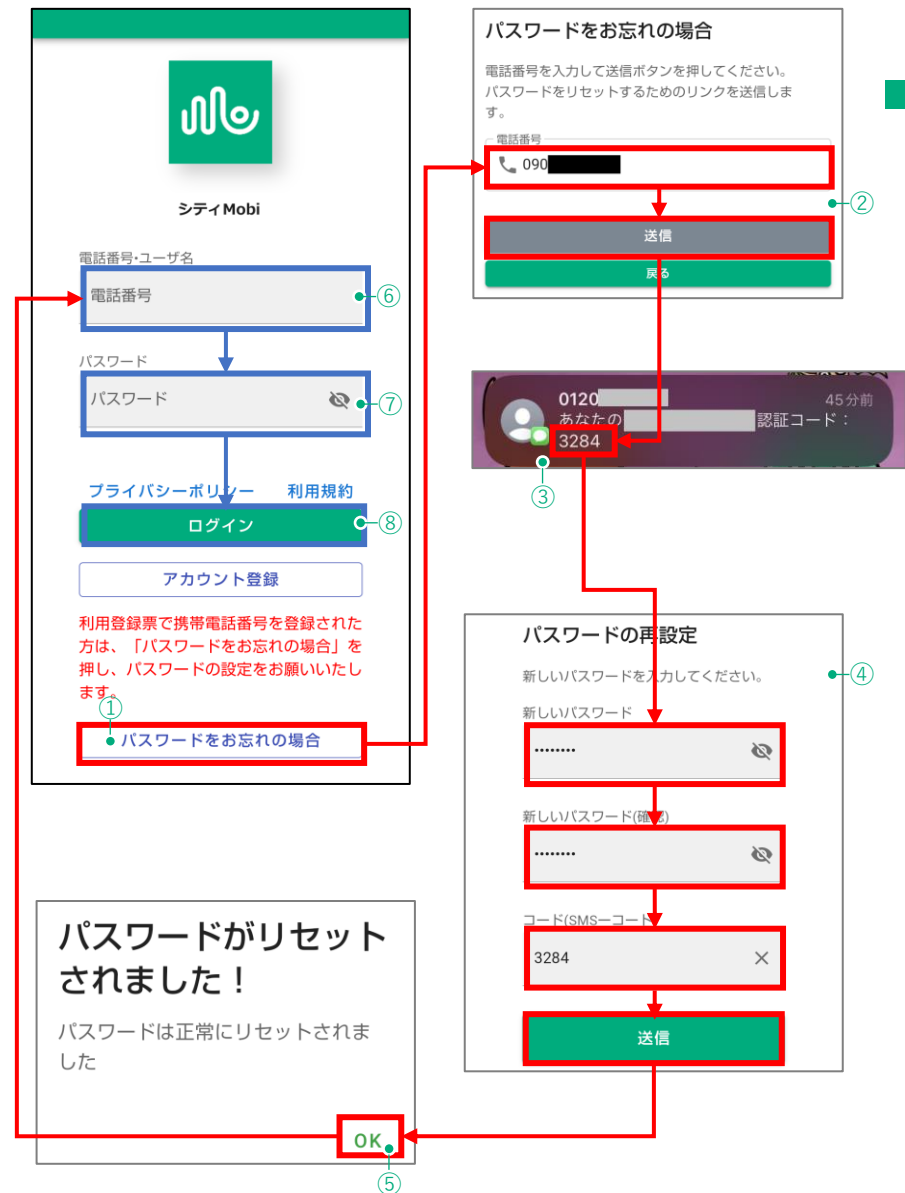 シティMobi
電話番号・ユーザ名
電話番号
⑥
パスワード
パスワード
⑦
プライバシーポリシー 利用規約
ログイン
⑧
アカウント登録
利用登録票で携帯電話番号を登録された
方は、「パスワードをお忘れの場合」を
押し、パスワードの設定をお願いいたし
ます。
①
パスワードをお忘れの場合
パスワードをお忘れの場合
電話番号を入力して送信ボタンを押してください。
パスワードをリセットするためのリンクを送信しま
す。
電話番号
090
②
送信
戻る
0120
45分前
あなたの 認証コード：
3284
③
パスワードの再設定
新しいパスワードを入力してください。
④
新しいパスワード
••••••••
新しいパスワード(確認)
••••••••
コード(SMSーコード)
3284
送信
パスワードがリセット
されました！
パスワードは正常にリセットされま
した
OK
⑤